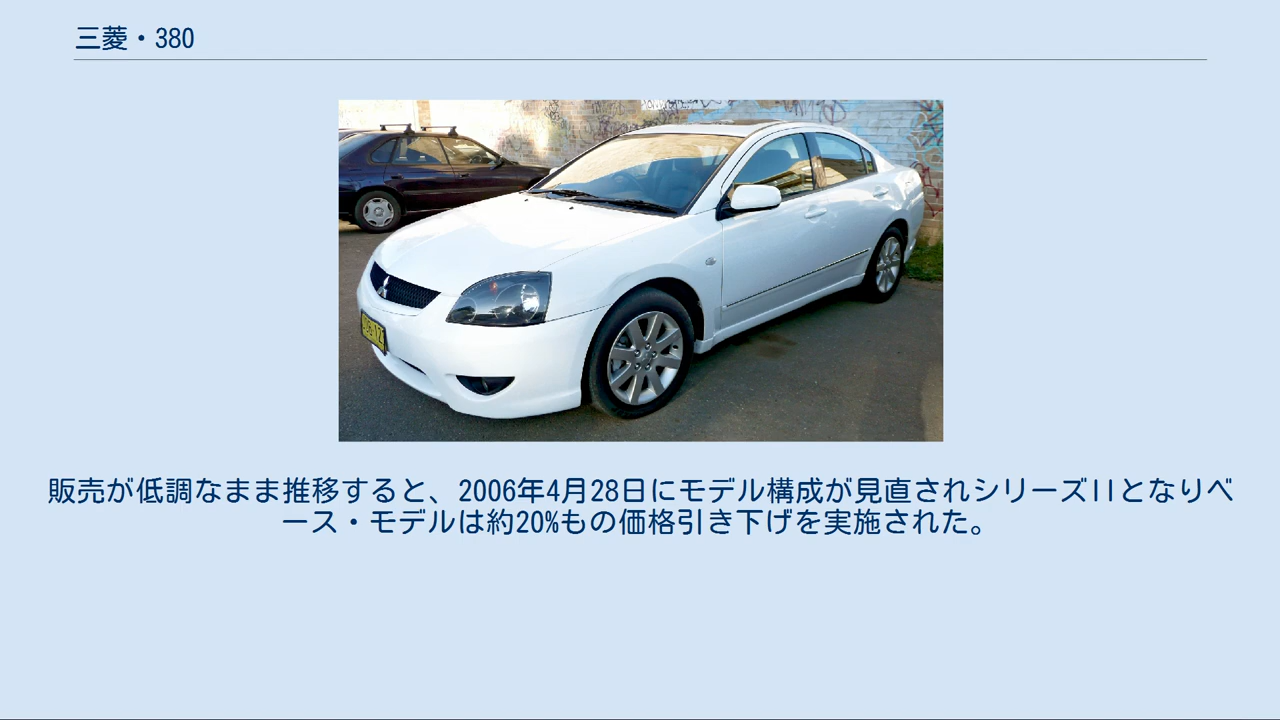 三菱・380
販売が低調なまま推移すると、2006年4月28日にモデル構成が見直されシリーズIIとなりベ
ース・モデルは約20%もの価格引き下げを実施された。